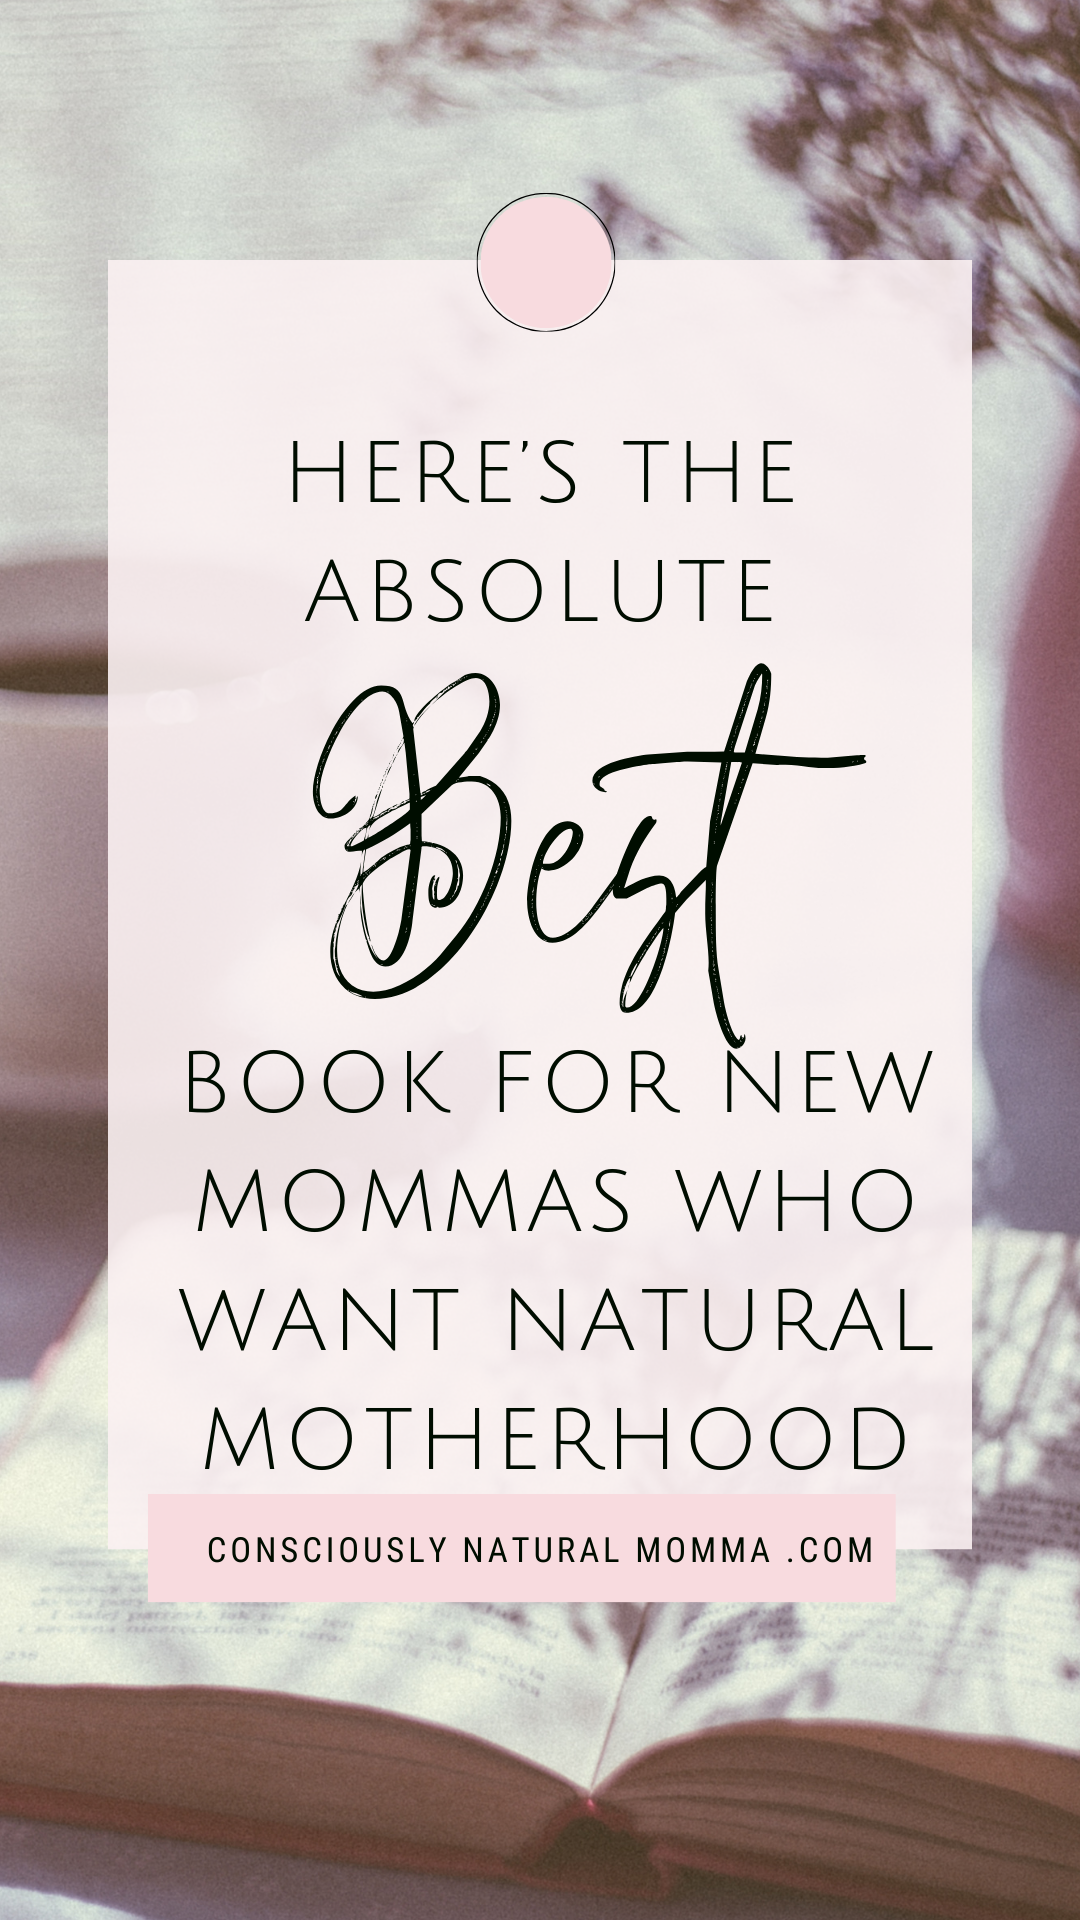 HERE’S THE
ABSOLUTE
Best
BOOK FOR NEW
MOMMAS WHO
WANT NATURAL
MOTHERHOOD
CONSCIOUSLY NATURAL MOMMA .COM